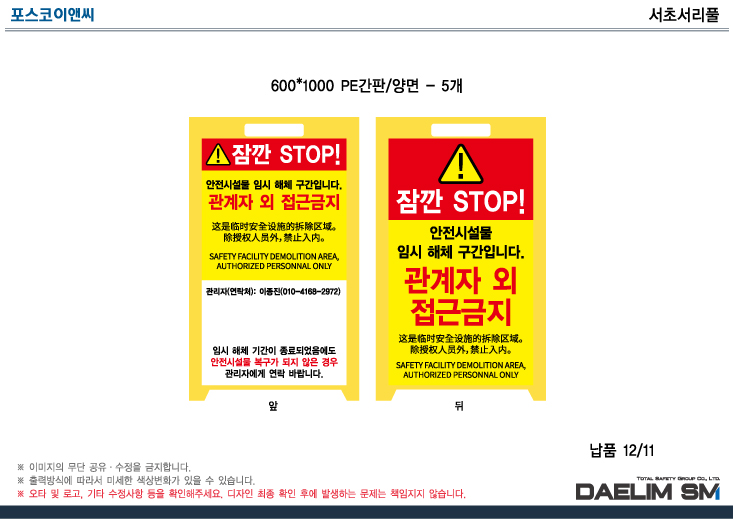 포스코이앤씨
서초서리풀
600*1000 PE간판/양면 - 5개
잠깐 STOP!
안전시설물 임시 해체 구간입니다.
관계자 외 접근금지
这是临时安全设施的拆除区域。
除授权人员外，禁止入内。
SAFETY FACILITY DEMOLITION AREA,
AUTHORIZED PERSONNAL ONLY
관리자(연락처): 이종진(010-4168-2972)
임시 해체 기간이 종료되었음에도
안전시설물 복구가 되지 않은 경우
관리자에게 연락 바랍니다.
앞
잠깐 STOP!
안전시설물
임시 해체 구간입니다.
관계자 외
접근금지
这是临时安全设施的拆除区域。
除授权人员外，禁止入内。
SAFETY FACILITY DEMOLITION AREA,
AUTHORIZED PERSONNAL ONLY
뒤
납품 12/11
※ 이미지의 무단 공유 · 수정을 금지합니다.
※ 출력방식에 따라서 미세한 색상변화가 있을 수 있습니다.
※ 오타 및 로고, 기타 수정사항 등을 확인해주세요. 디자인 최종 확인 후에 발생하는 문제는 책임지지 않습니다.
TOTAL SAFETY GROUP CO., LTD.
DAELIM SM